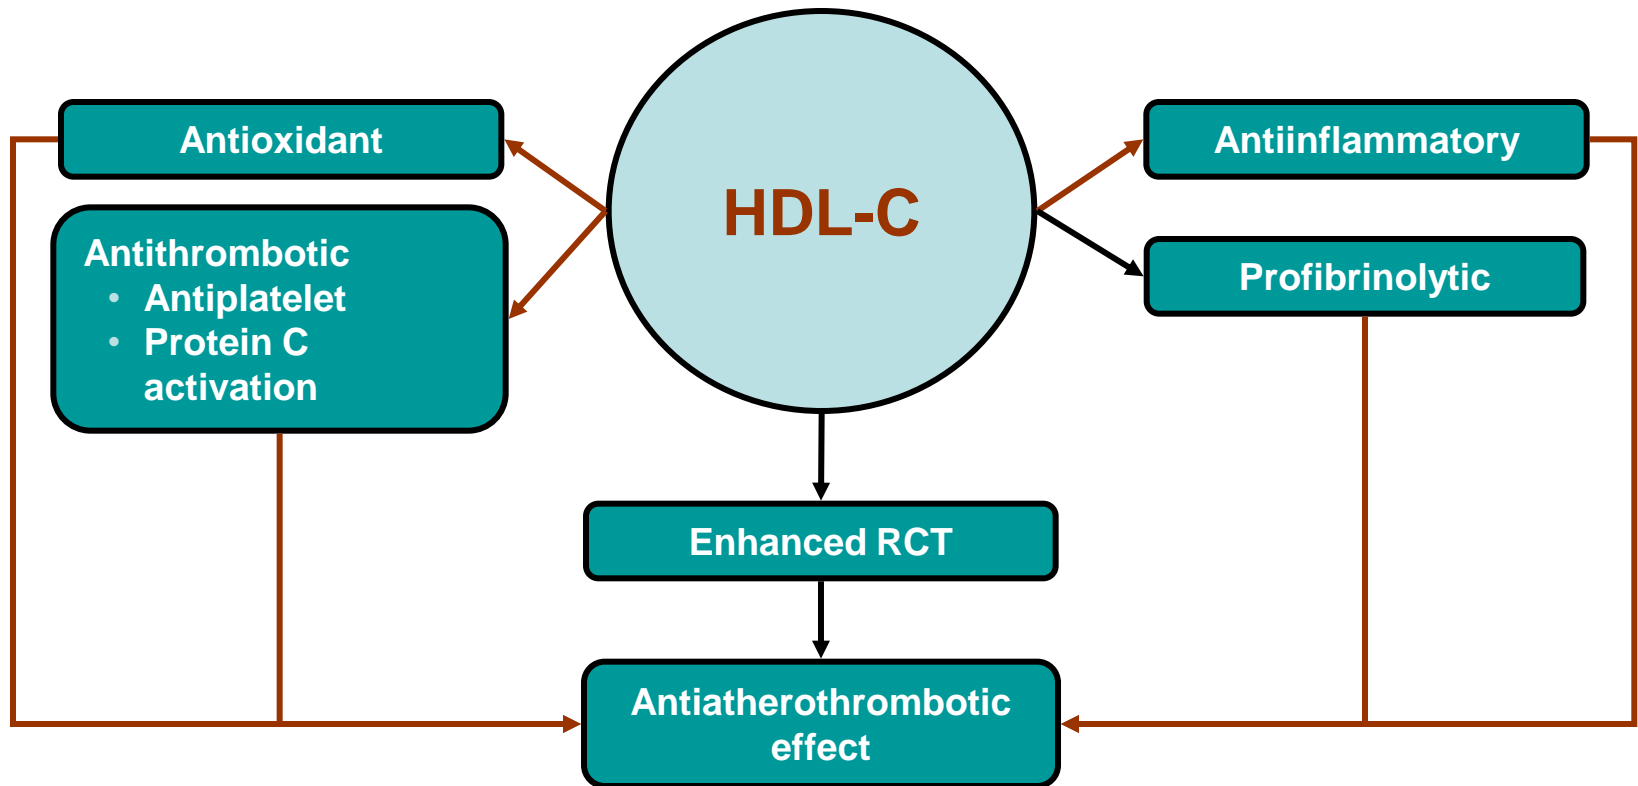 HDL-C
Antioxidant
Antithrombotic
• Antiplatelet
• Protein C
activation
Antiinflammatory
Profibrinolytic
Enhanced RCT
Antiatherothrombotic
effect